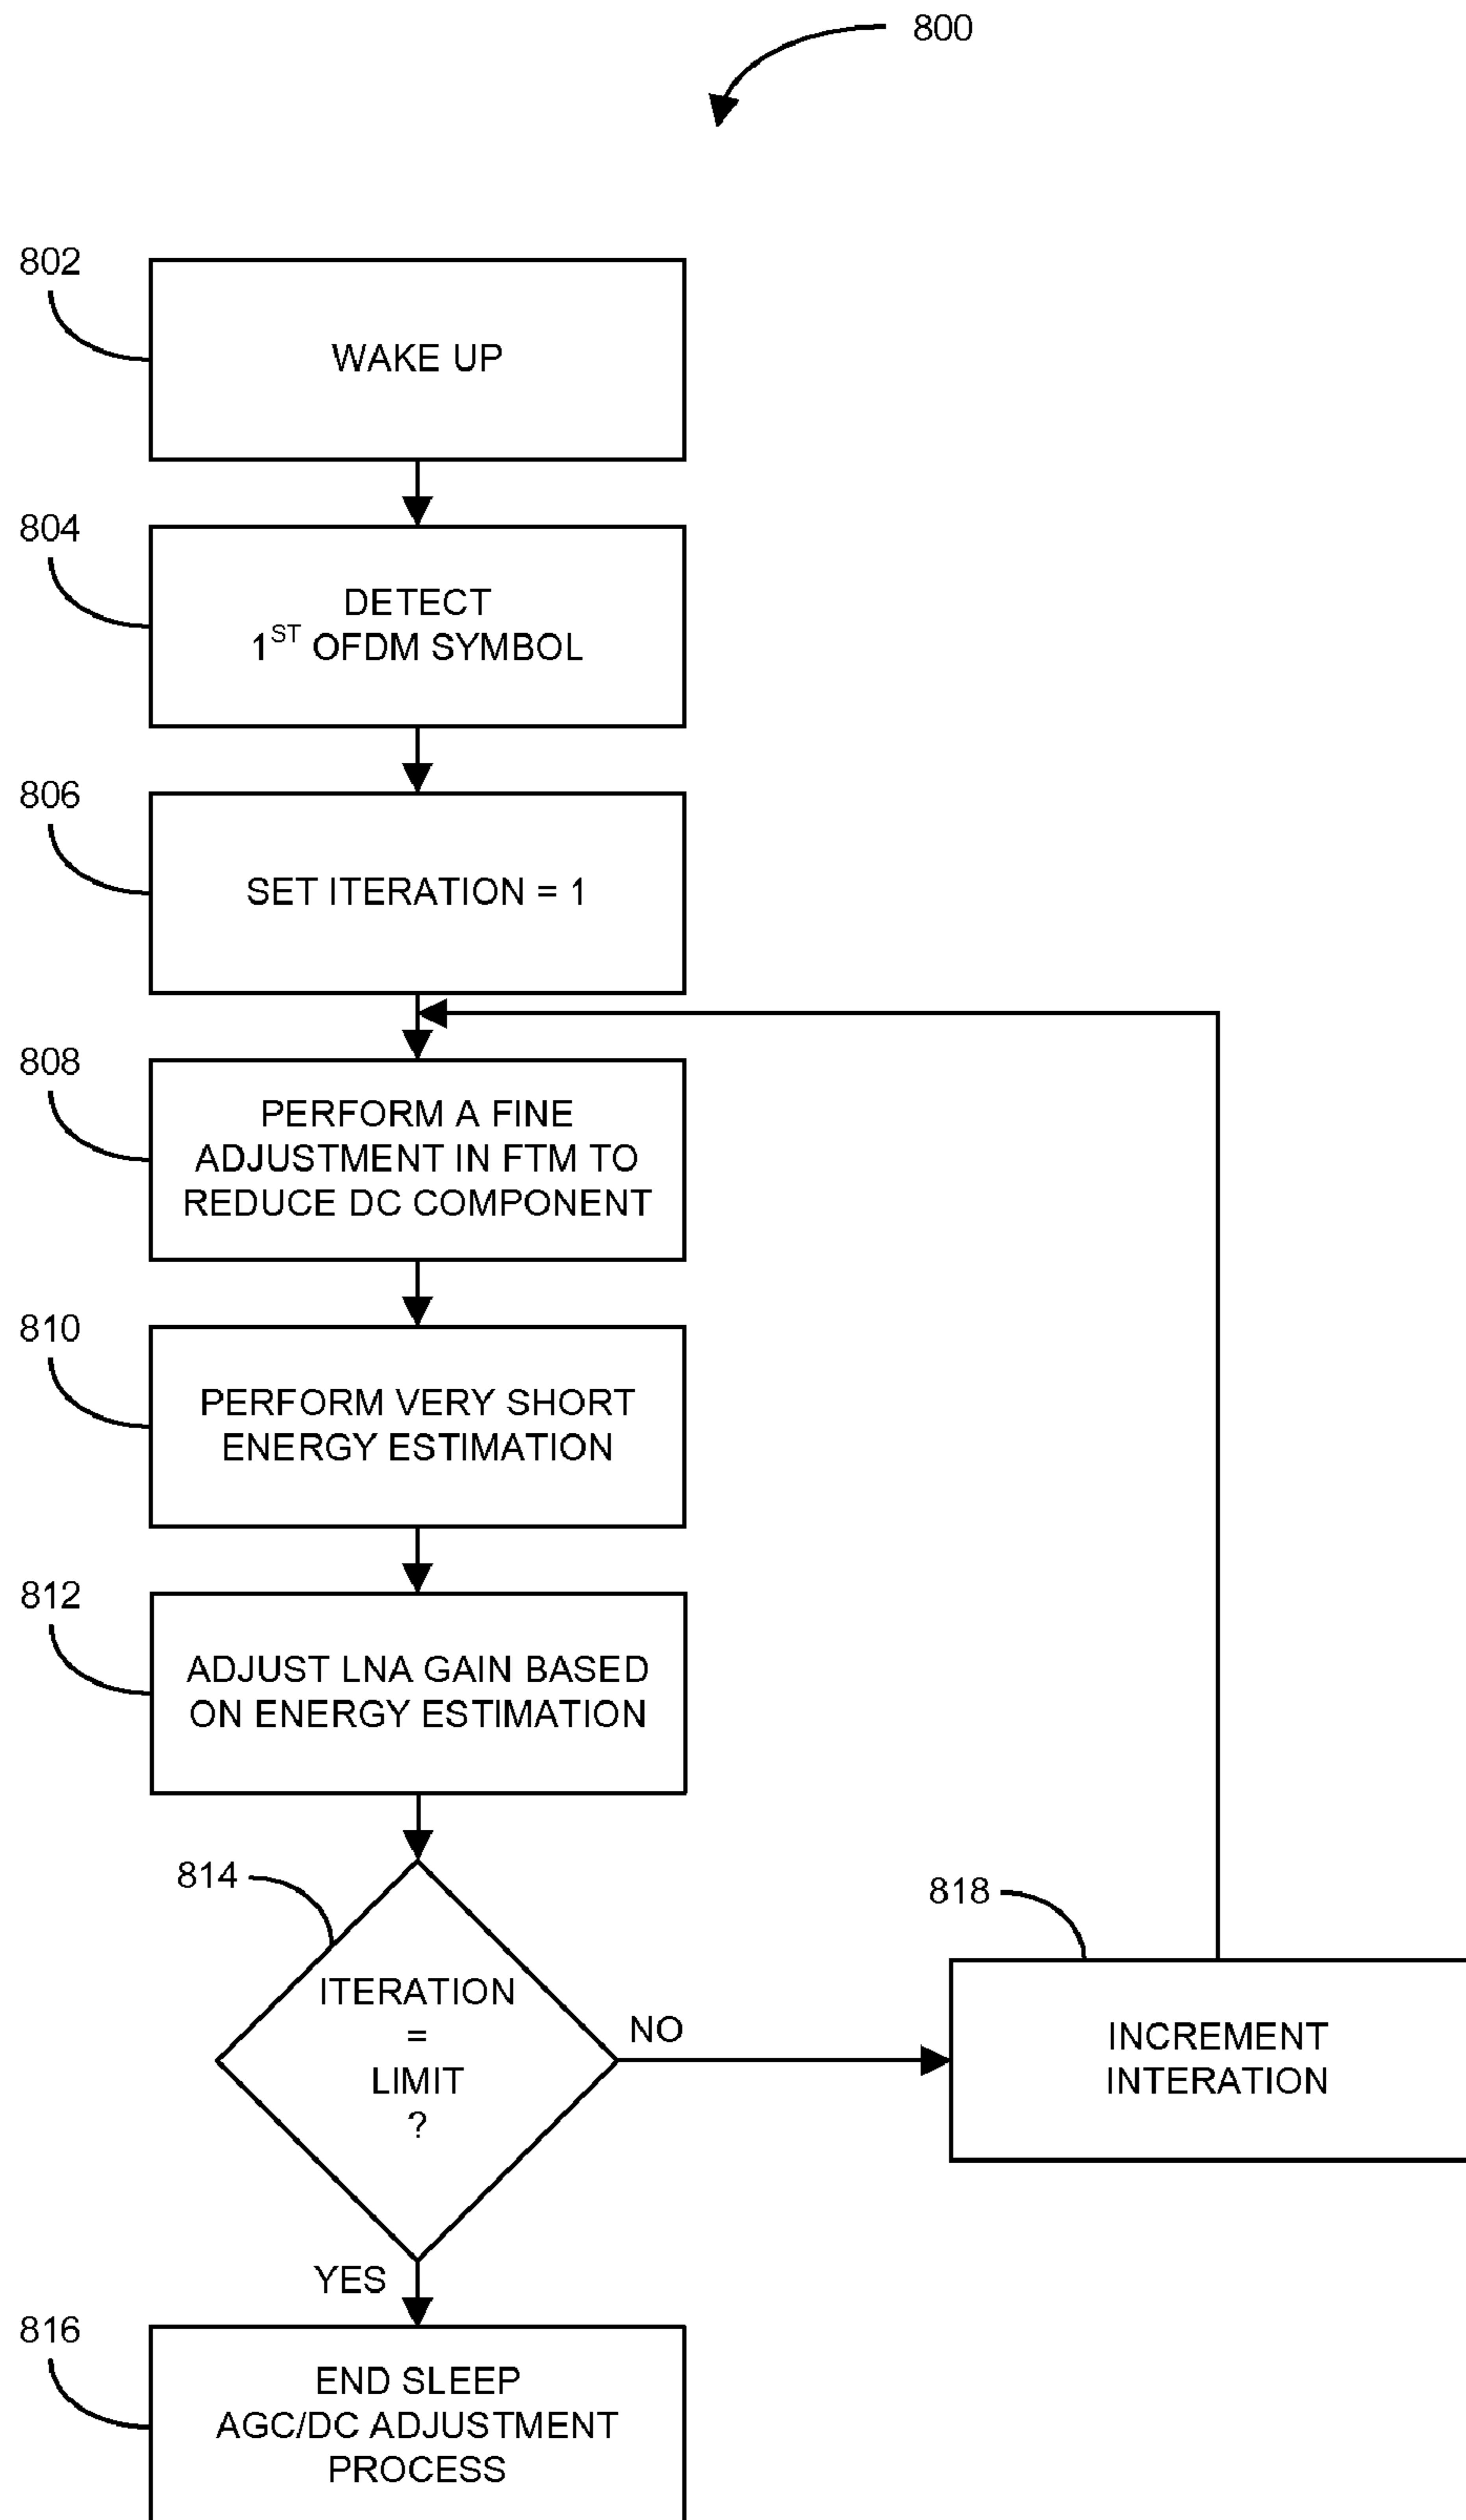 800
802
WAKE UP
804
DETECT
1ST OFDM SYMBOL
806
SET ITERATION = 1
808
PERFORM A FINE
ADJUSTMENT IN FTM TO
REDUCE DC COMPONENT
810
PERFORM VERY SHORT
ENERGY ESTIMATION
812
ADJUST LNA GAIN BASED
ON ENERGY ESTIMATION
814
ITERATION
=
LIMIT
?
NO
818
INCREMENT
INTERATION
YES
816
END SLEEP
AGC/DC ADJUSTMENT
PROCESS